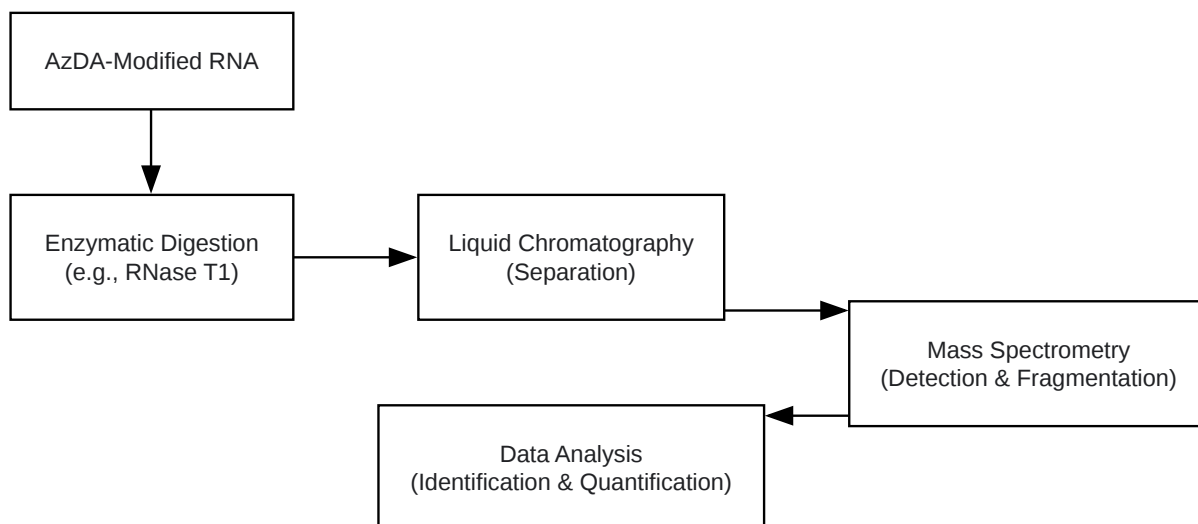 AzDA-Modified RNA
Enzymatic Digestion
(e.g., RNase T1)
Liquid Chromatography
(Separation)
Mass Spectrometry
(Detection & Fragmentation)
Data Analysis
(Identification & Quantification)